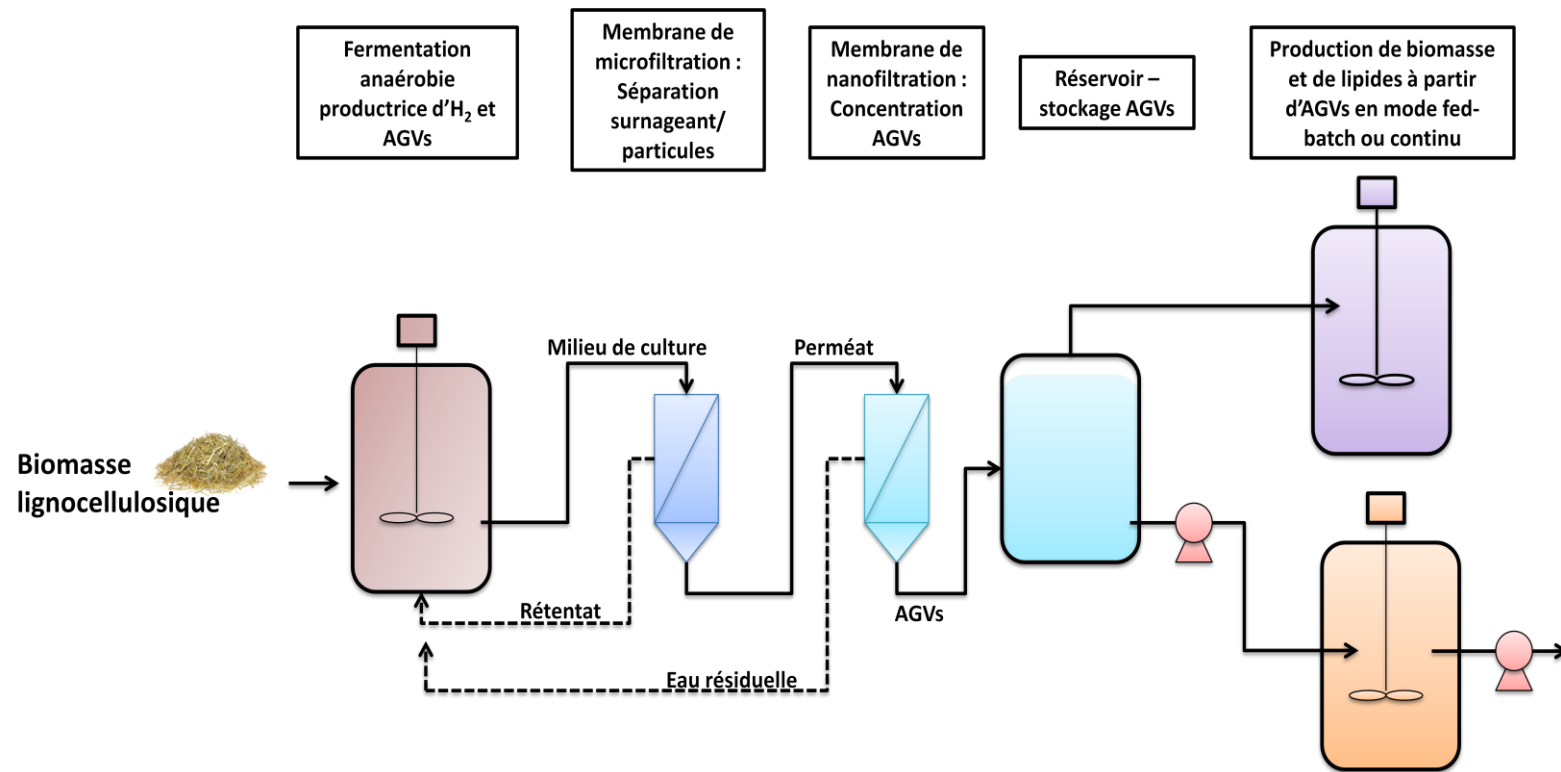 Fermentation
anaérobie
productrice d’H₂ et
AGVs
Membrane de
microfiltration :
Séparation
surnageant/
particules
Membrane de
nanofiltration :
Concentration
AGVs
Réservoir –
stockage AGVs
Production de biomasse
et de lipides à partir
d’AGVs en mode fed-
batch ou continu
Milieu de culture
Perméat
Biomasse
lignocellulosique
Rétentat
AGVs
Eau résiduelle